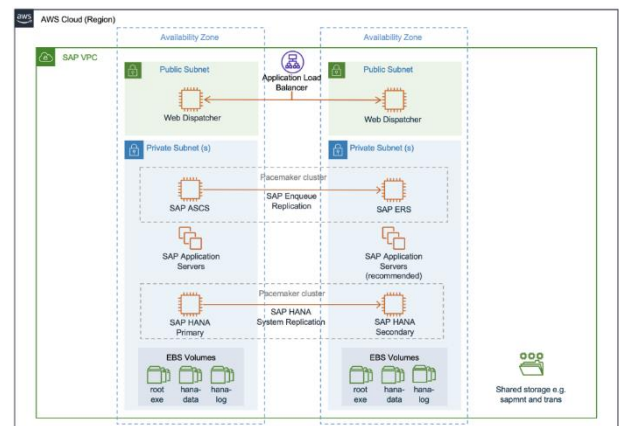 aws
AWS Cloud (Region)
Availability Zone
Availability Zone
SAP VPC
Public Subnet
Application Load
Balancer
Public Subnet
Web Dispatcher
Web Dispatcher
Private Subnet (s)
Private Subnet(s)
Pacemaker cluster
SAP ASCS
SAP Enqueue
Replication
SAP ERS
SAP Application
Servers
SAP Application
Servers
(recommended)
Pacemaker cluster
SAP HANA
Primary
SAP HANA
System Replication
SAP HANA
Secondary
EBS Volumes
EBS Volumes
root
exe
hana-
data
hana-
log
root
exe
hana-
data
hana-
log
Shared storage e.g.
sapmnt and trans